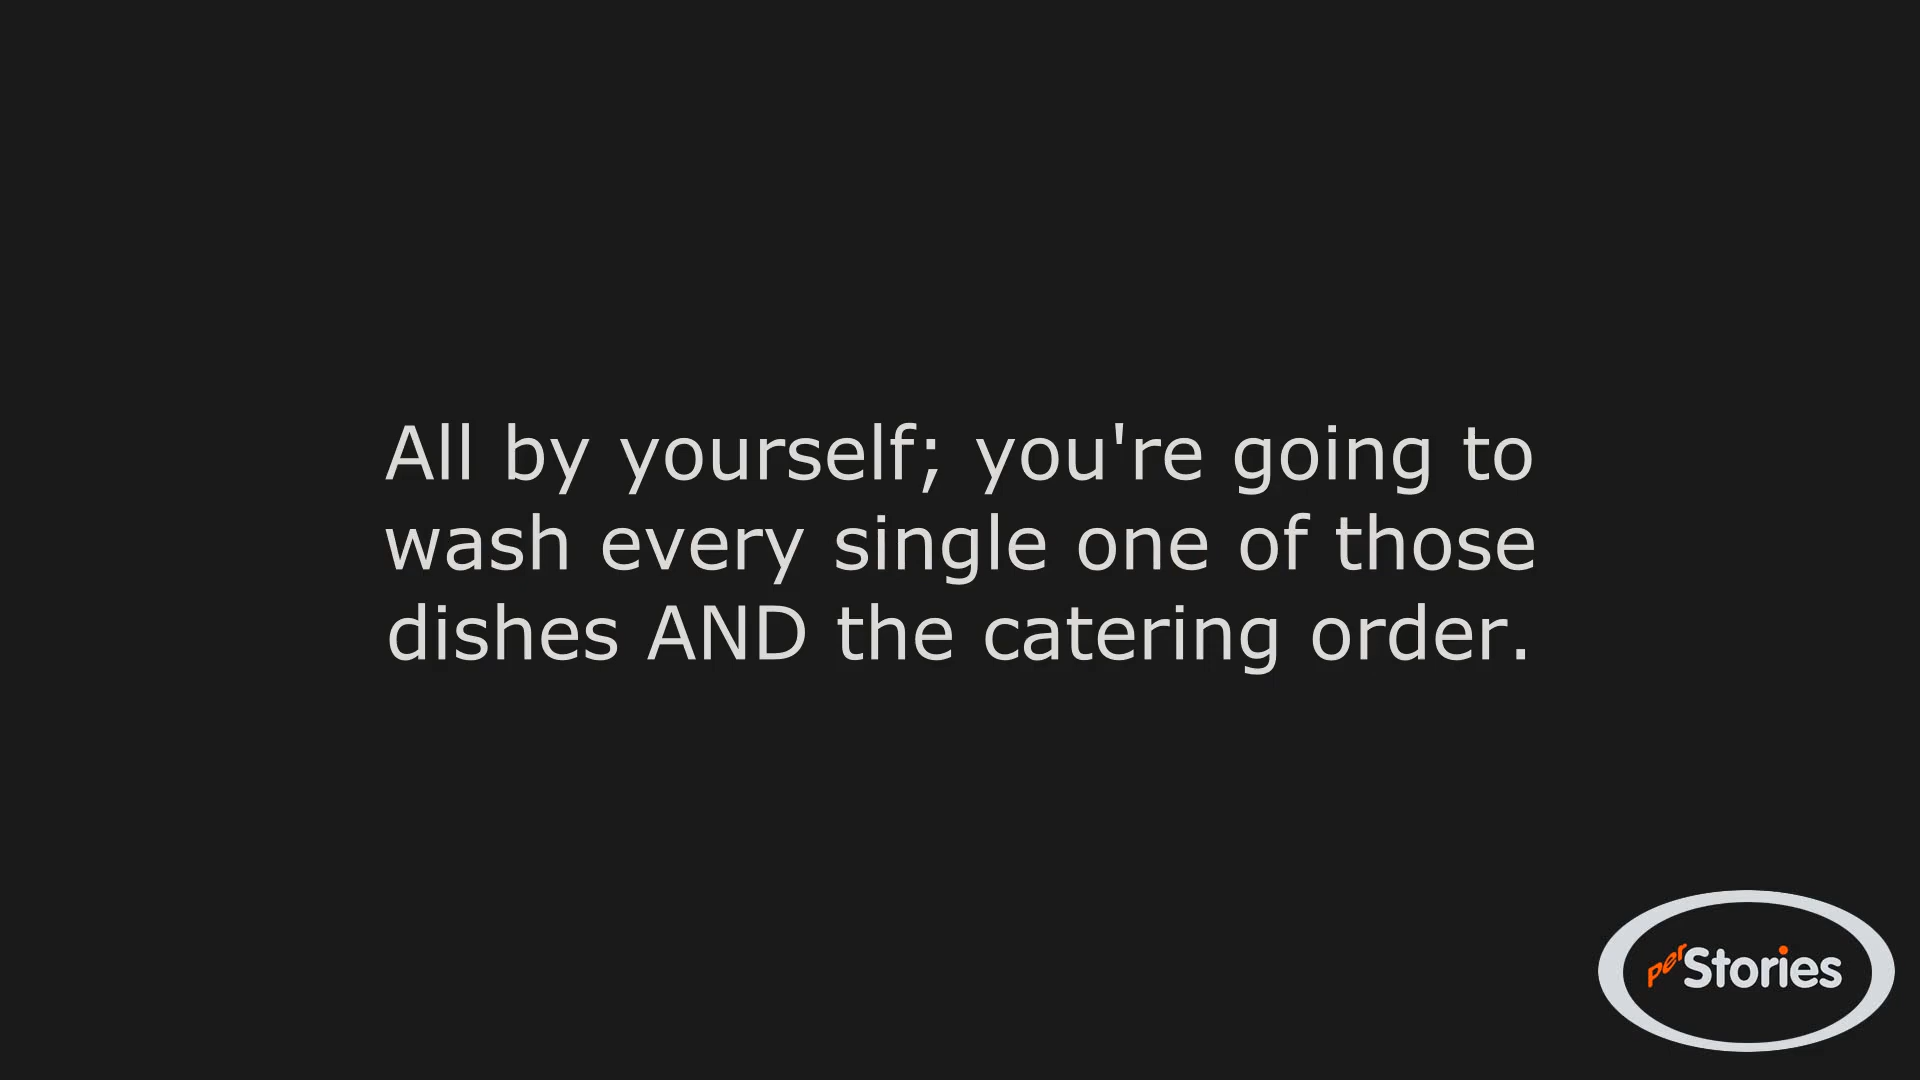 All by yourself; you're going to
wash every single one of those
dishes AND the catering order.
perStories